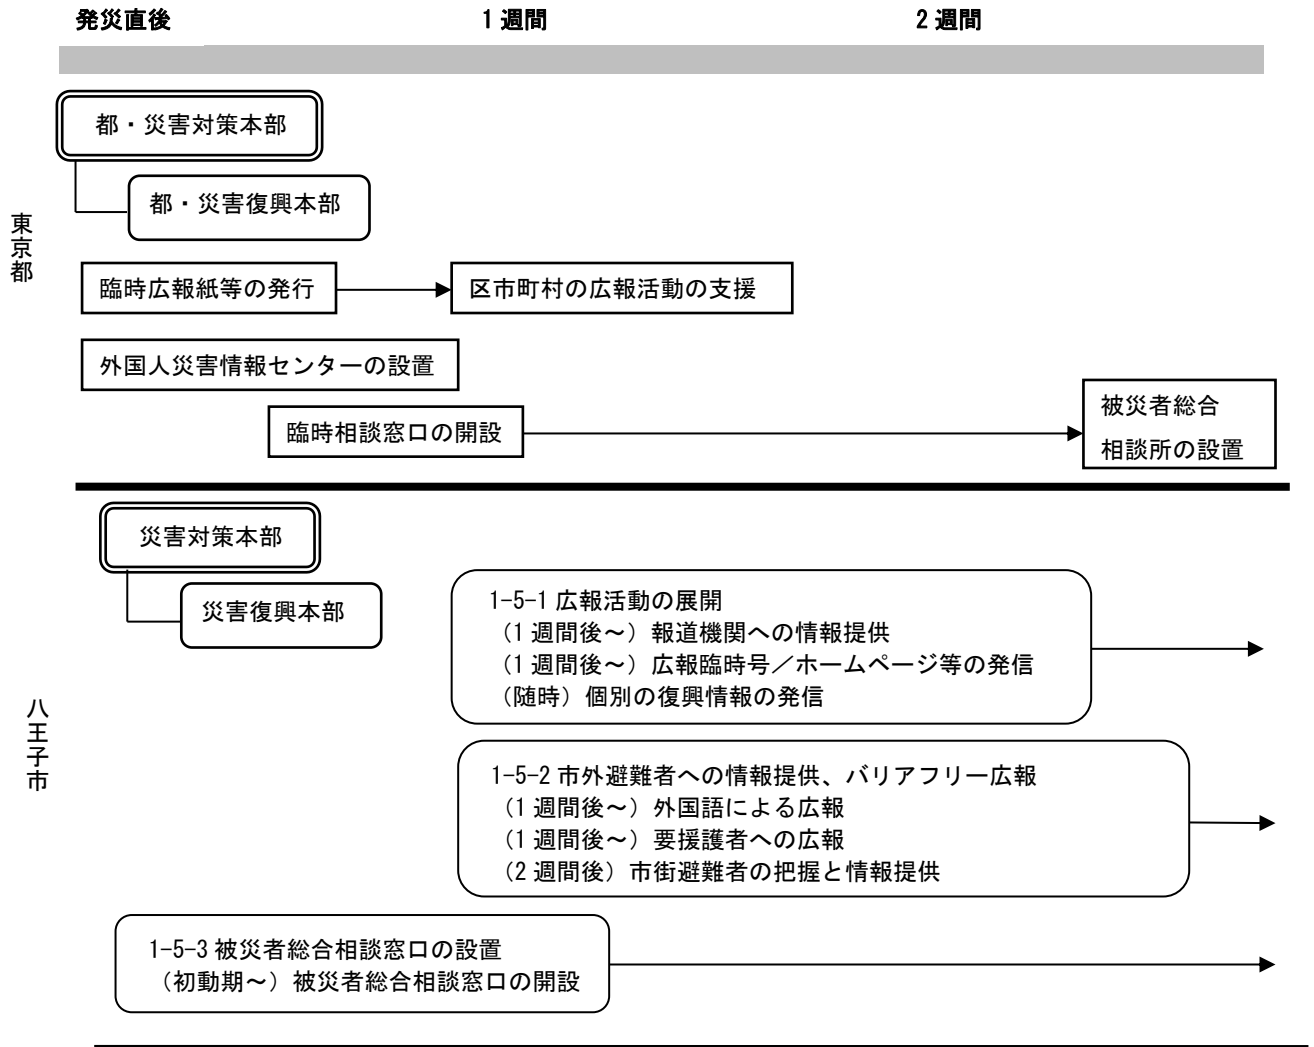 発災直後
1週間
2週間
東京都
都・災害対策本部
都・災害復興本部
臨時広報紙等の発行
区市町村の広報活動の支援
外国人災害情報センターの設置
臨時相談窓口の開設
被災者総合
相談所の設置
八王子市
災害対策本部
災害復興本部
1-5-1 広報活動の展開
（1週間後～）報道機関への情報提供
（1週間後～）広報臨時号／ホームページ等の発信
（随時）個別の復興情報の発信
1-5-2 市外避難者への情報提供、バリアフリー広報
（1週間後～）外国語による広報
（1週間後～）要援護者への広報
（2週間後）市街避難者の把握と情報提供
1-5-3 被災者総合相談窓口の設置
（初動期～）被災者総合相談窓口の開設